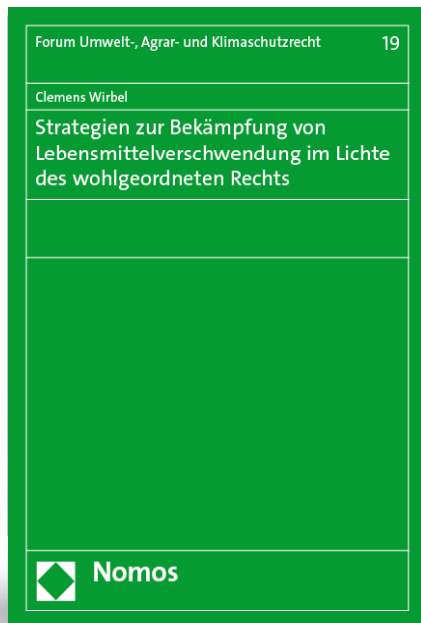 Forum Umwelt-, Agrar- und Klimaschutzrecht 19
Clemens Wirbel
Strategien zur Bekämpfung von
Lebensmittelverschwendung im Lichte
des wohlgeordneten Rechts
Nomos